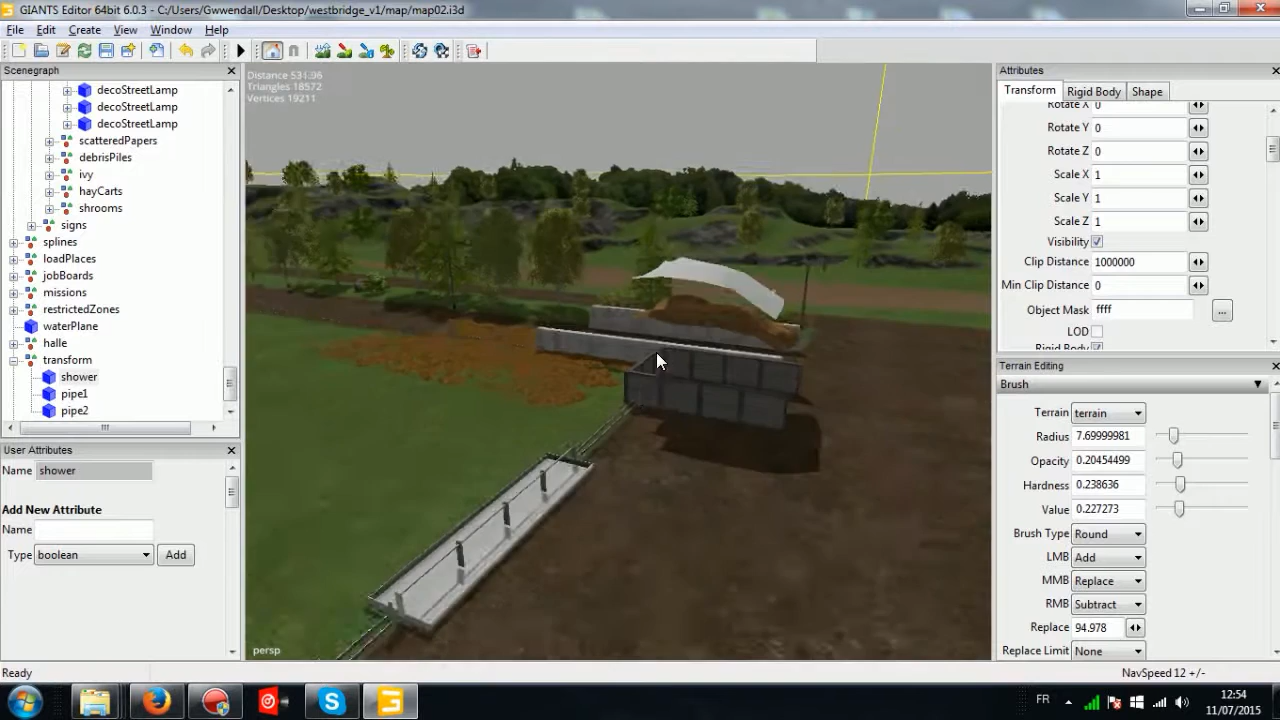 GIANTS Editor 64bit 6.0.3 - C:/Users/Gwwendall/Desktop/westbridge_v1/map/map02.i3d
File Edit Create View Window Help
Scenegraph
decoStreetLamp
decoStreetLamp
decoStreetLamp
scatteredPapers
debrisPiles
ivy
hayCarts
shrooms
signs
splines
loadPlaces
jobBoards
missions
restrictedZones
waterPlane
halle
transform
shower
pipe1
pipe2
User Attributes
Name shower
Add New Attribute
Name
Type boolean Add
Distance 531.96
Triangles 18572
Vertices 19211
persp
Attributes
Transform Rigid Body Shape
Rotate X 0
Rotate Y 0
Rotate Z 0
Scale X 1
Scale Y 1
Scale Z 1
Visibility
Clip Distance 1000000
Min Clip Distance 0
Object Mask ffff ...
LOD
Rigid Body
Terrain Editing
Brush
Terrain terrain
Radius 7.69999981
Opacity 0.20454499
Hardness 0.238636
Value 0.227273
Brush Type Round
LMB Add
MMB Replace
RMB Subtract
Replace 94.978
Replace Limit None
Ready
NavSpeed 12 +/-
FR
12:54
11/07/2015